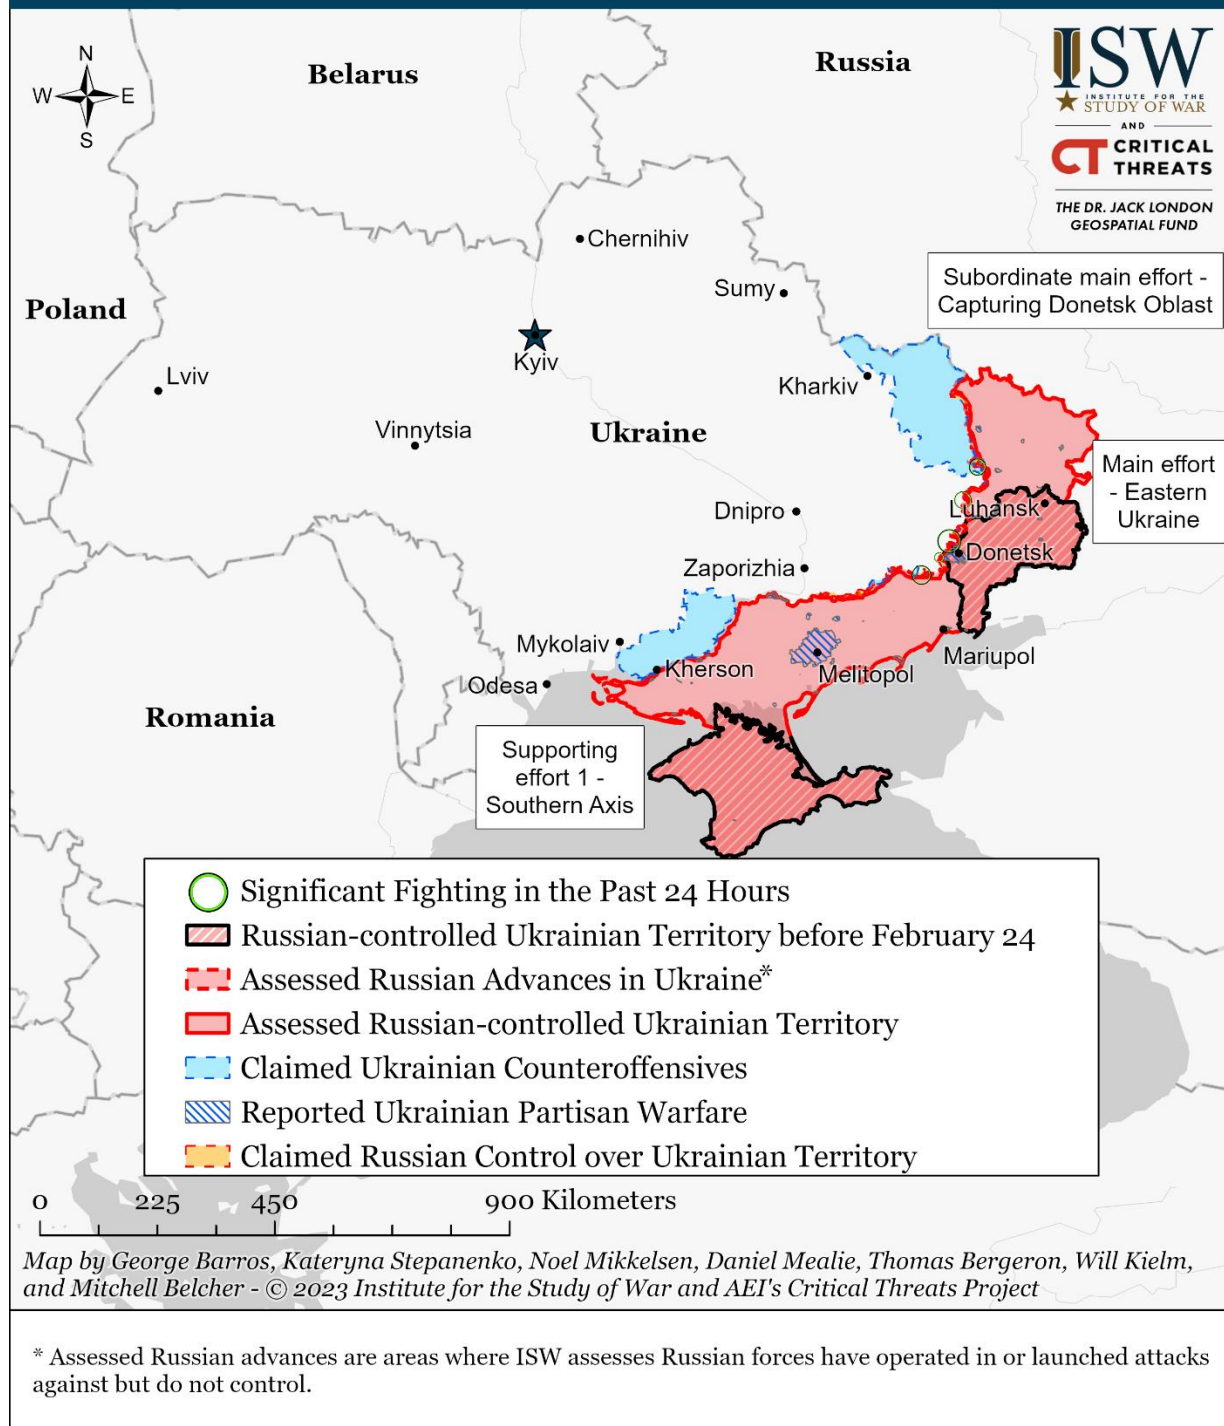 N
W E
S
Belarus
Russia
ISW
INSTITUTE FOR THE
STUDY OF WAR
AND
CT CRITICAL
THREATS
THE DR. JACK LONDON
GEOSPATIAL FUND
Chernihiv
Subordinate main effort -
Capturing Donetsk Oblast
Sumy
Poland
Kyiv
Lviv
Kharkiv
Vinnytsia
Ukraine
Main effort
- Eastern
Ukraine
Luhansk
Dnipro
Donetsk
Zaporizhia
Mykolaiv
Mariupol
Kherson
Melitopol
Odesa
Romania
Supporting
effort 1 -
Southern Axis
Significant Fighting in the Past 24 Hours
Russian-controlled Ukrainian Territory before February 24
Assessed Russian Advances in Ukraine*
Assessed Russian-controlled Ukrainian Territory
Claimed Ukrainian Counteroffensives
Reported Ukrainian Partisan Warfare
Claimed Russian Control over Ukrainian Territory
0 225 450 900 Kilometers
Map by George Barros, Kateryna Stepanenko, Noel Mikkelsen, Daniel Mealie, Thomas Bergeron, Will Kielm,
and Mitchell Belcher - © 2023 Institute for the Study of War and AEI's Critical Threats Project
* Assessed Russian advances are areas where ISW assesses Russian forces have operated in or launched attacks
against but do not control.